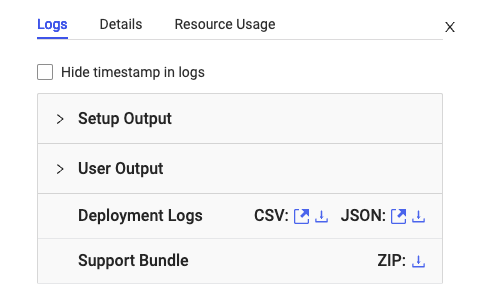 Logs Details Resource Usage X
Hide timestamp in logs
Setup Output
User Output
Deployment Logs CSV: JSON:
Support Bundle ZIP: